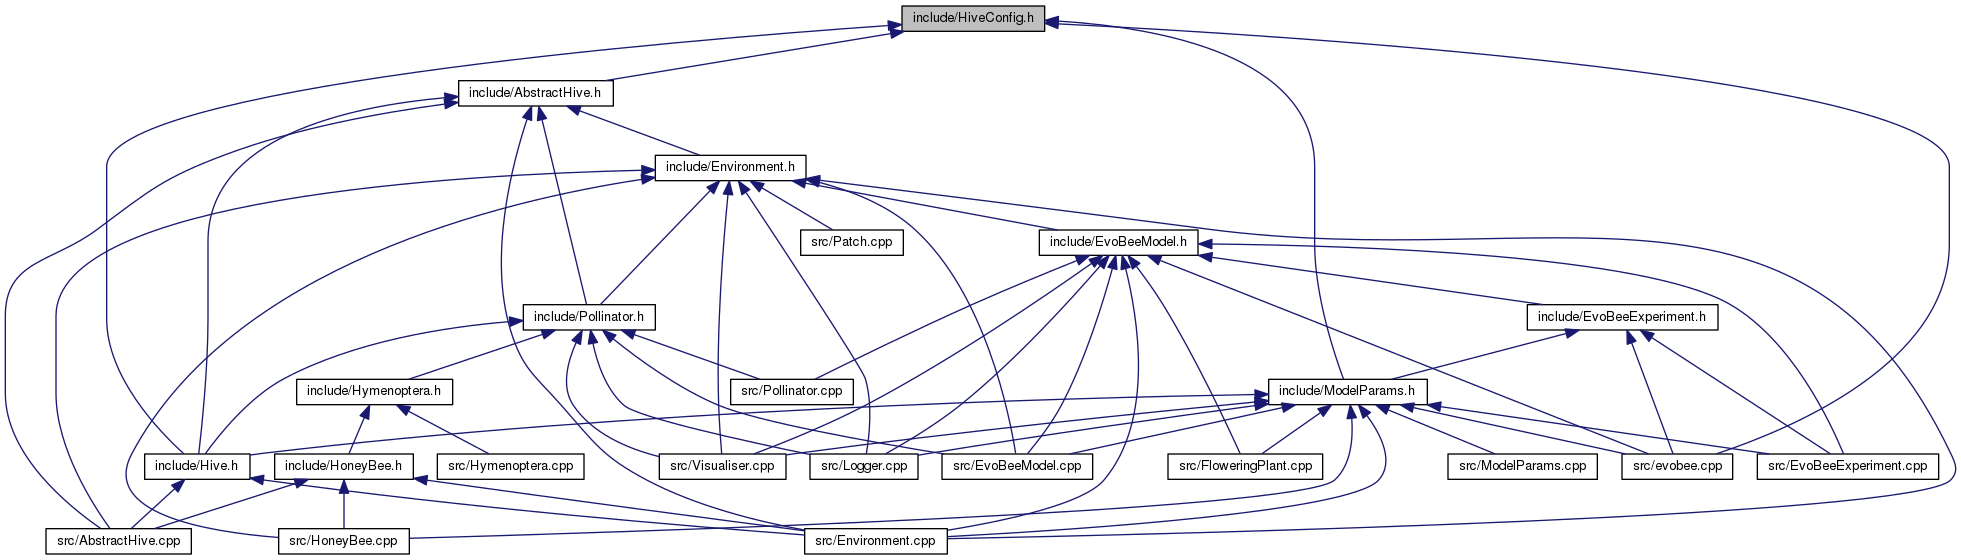 include/HiveConfig.h
include/AbstractHive.h
include/Environment.h
src/Patch.cpp
include/EvoBeeModel.h
include/Pollinator.h
include/EvoBeeExperiment.h
include/Hymenoptera.h
src/Pollinator.cpp
include/ModelParams.h
include/Hive.h
include/HoneyBee.h
src/Hymenoptera.cpp
src/Visualiser.cpp
src/Logger.cpp
src/EvoBeeModel.cpp
src/FloweringPlant.cpp
src/ModelParams.cpp
src/evobee.cpp
src/EvoBeeExperiment.cpp
src/AbstractHive.cpp
src/HoneyBee.cpp
src/Environment.cpp